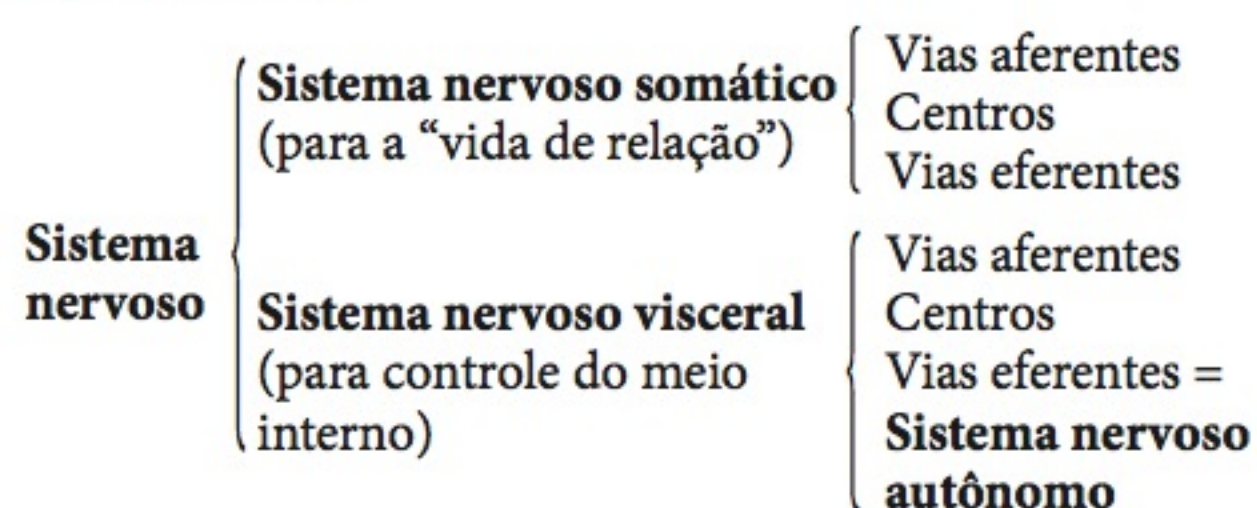 Sistema nervoso
Sistema nervoso somático
(para a “vida de relação”)
Vias aferentes
Centros
Vias eferentes
Sistema nervoso visceral
(para controle do meio
interno)
Vias aferentes
Centros
Vias eferentes =
Sistema nervoso
autônomo